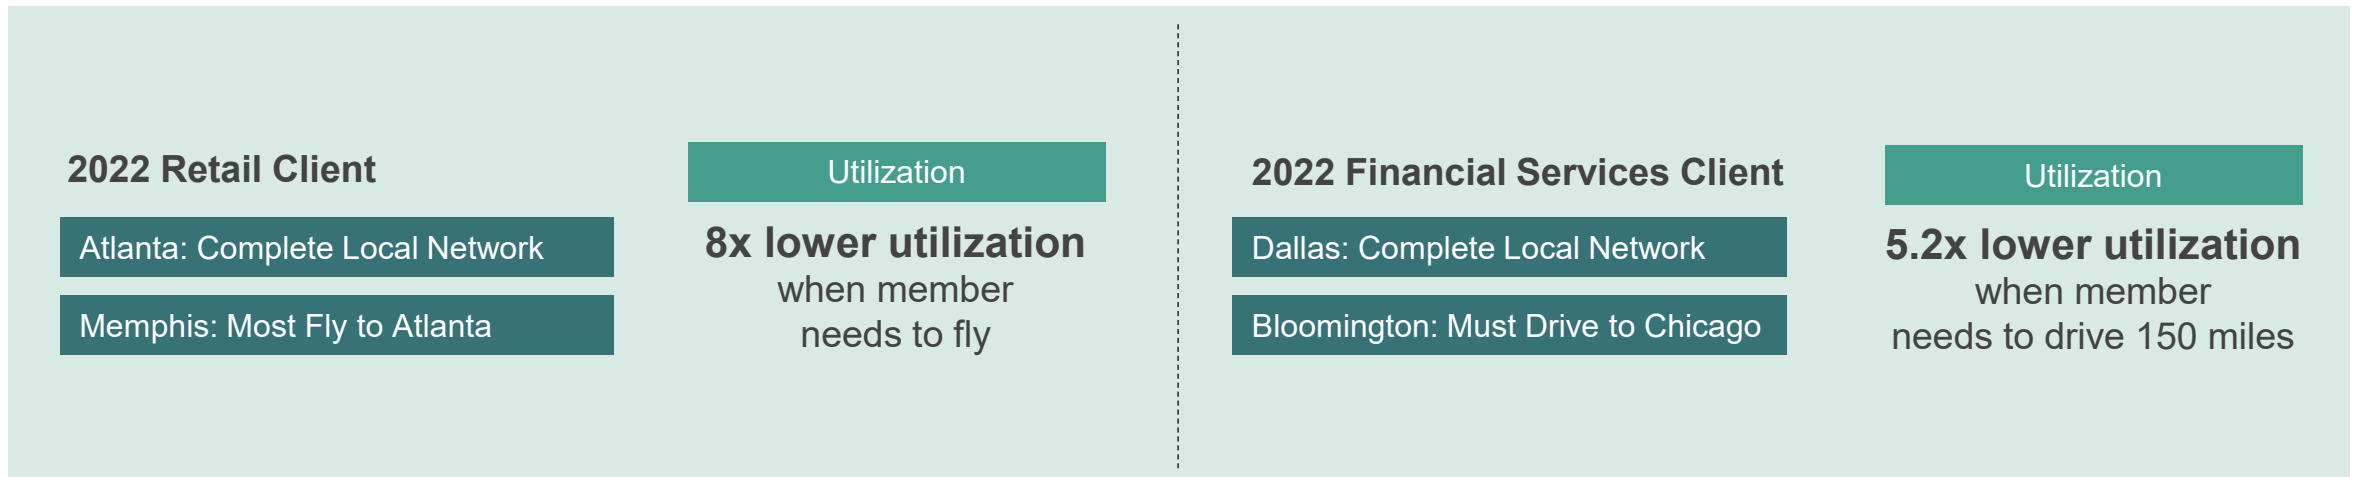 2022 Retail Client
Atlanta: Complete Local Network
Memphis: Most Fly to Atlanta
Utilization
8x lower utilization
when member
needs to fly
2022 Financial Services Client
Dallas: Complete Local Network
Bloomington: Must Drive to Chicago
Utilization
5.2x lower utilization
when member
needs to drive 150 miles